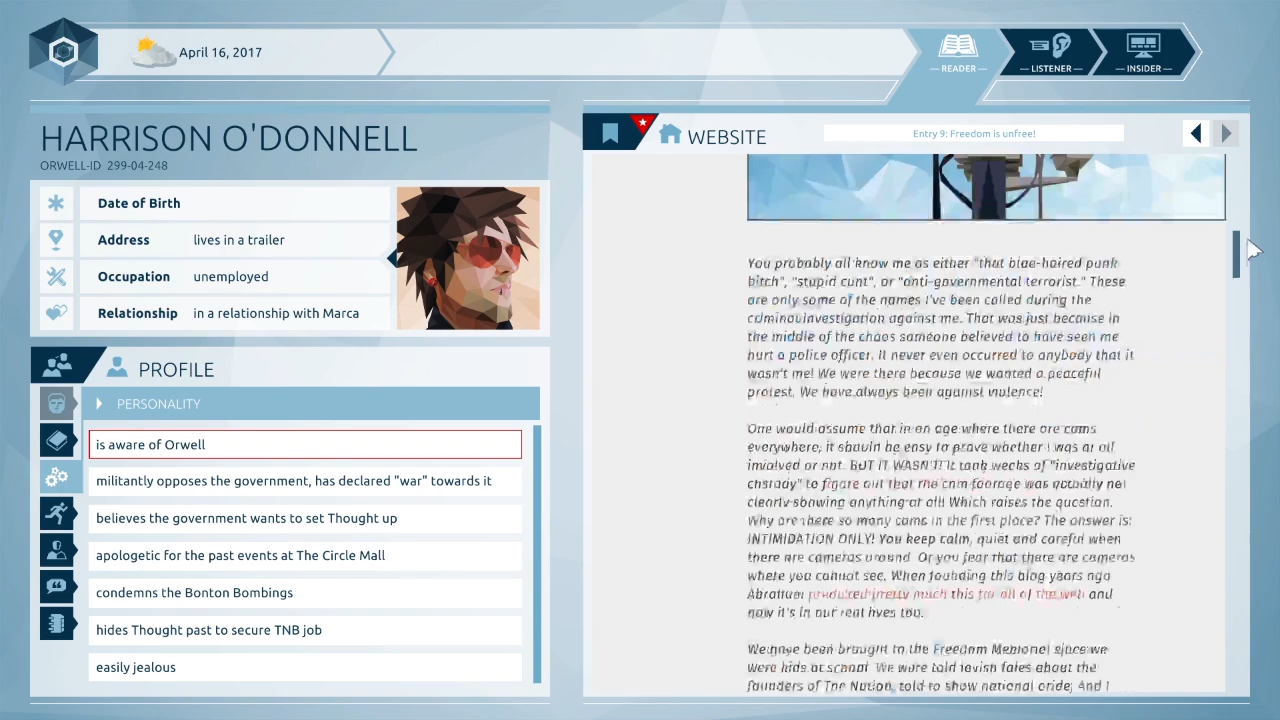 April 16, 2017
READER
LISTENER
INSIDER
HARRISON O'DONNELL
ORWELL-ID 299-04-248
Date of Birth
Address lives in a trailer
Occupation unemployed
Relationship in a relationship with Marca
PROFILE
PERSONALITY
is aware of Orwell
militantly opposes the government, has declared "war" towards it
believes the government wants to set Thought up
apologetic for the past events at The Circle Mall
condemns the Bonton Bombings
hides Thought past to secure TNB job
easily jealous
WEBSITE
Entry 9: Freedom is unfree!
You probably all know me as either "that blue-haired punk
bitch", "stupid cunt", or "anti-governmental terrorist." These
are only some of the names I've been called during the
criminal investigation against me. That was just because in
the middle of the chaos someone believed to have seen me
hurt a police officer. It never even occurred to anybody that it
wasn't me! We were there because we wanted a peaceful
protest. We have always been against violence!
One would assume that in an age where there are cams
everywhere, it should be easy to prove whether I was at all
involved or not. BUT IT WASN'T! It took weeks of "investigative
to figure out that the cam footage was actually not
clearly showing anything at all! Which raises the question.
Why are there so many cams in the first place? The answer is:
INTIMIDATION ONLY! You keep calm, quiet and careful when
there are cameras around. Or you fear that there are cameras
where you cannot see. When founding this blog years ago
Abraham predicted pretty much this for all of the web and
now it's in our real lives too.
We have been brought to the Freedom Memorial since we
were kids at school. We were told lavish tales about the
founders of The Nation, told to show national pride. And I